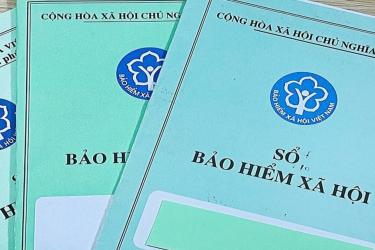 CỘNG HÒA XÃ HỘI CHỦ NGHĨA
BẢO HIỂM XÃ
BẢO HIỂM
CỘNG HÒA XÃ HỘI CHỦ NGHĨA
BẢO HIỂM XÃ HỘI VIỆT NAM
SỔ
BẢO HIỂM XÃ HỘI